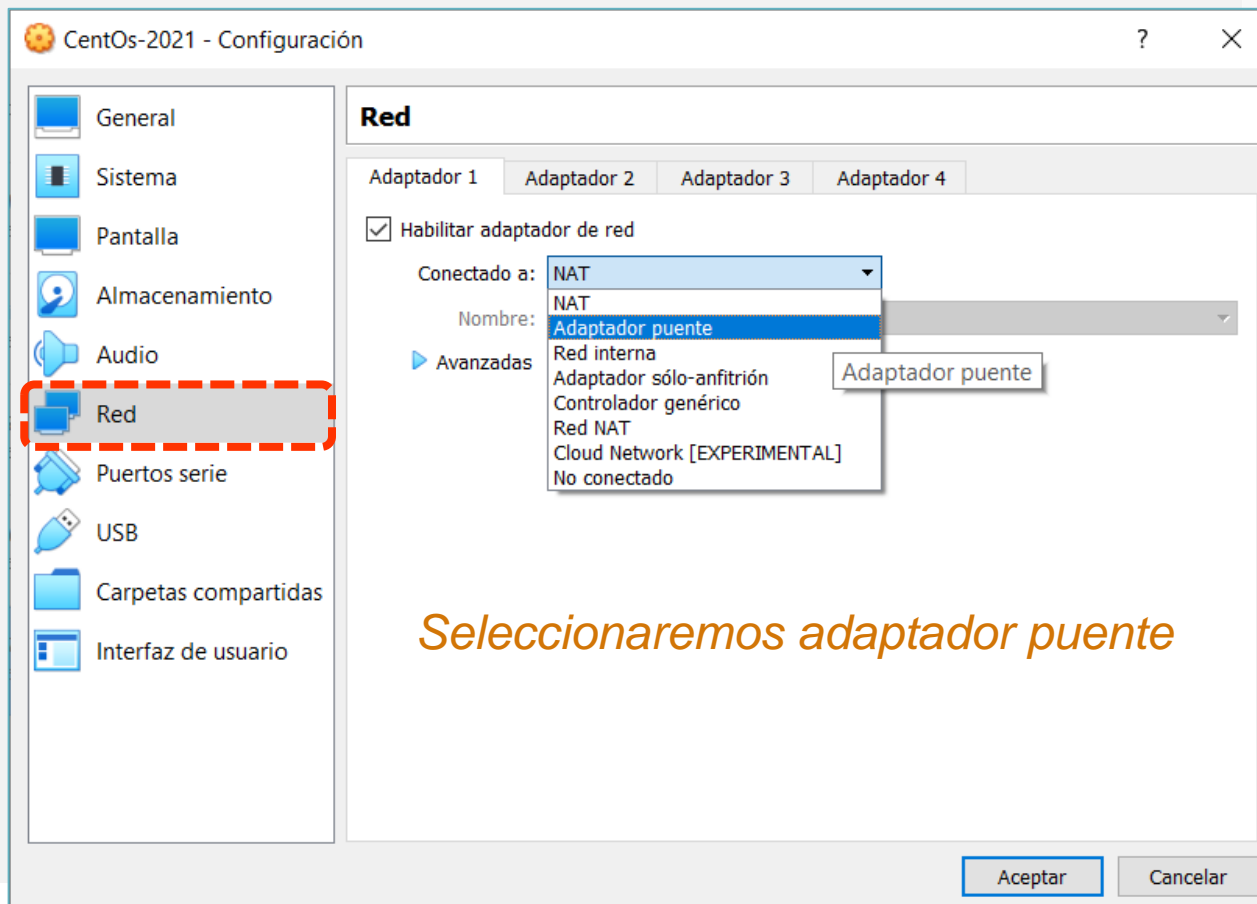 CentOs-2021 - Configuración
?
General
Sistema
Pantalla
Almacenamiento
Audio
Red
Puertos serie
USB
Carpetas compartidas
Interfaz de usuario
Red
Adaptador 1 Adaptador 2 Adaptador 3 Adaptador 4
Habilitar adaptador de red
Conectado a: NAT
NAT
Nombre:
Adaptador puente
Avanzadas
Red interna
Adaptador sólo-anfitrión
Adaptador puente
Controlador genérico
Red NAT
Cloud Network [EXPERIMENTAL]
No conectado
Seleccionaremos adaptador puente
Aceptar Cancelar